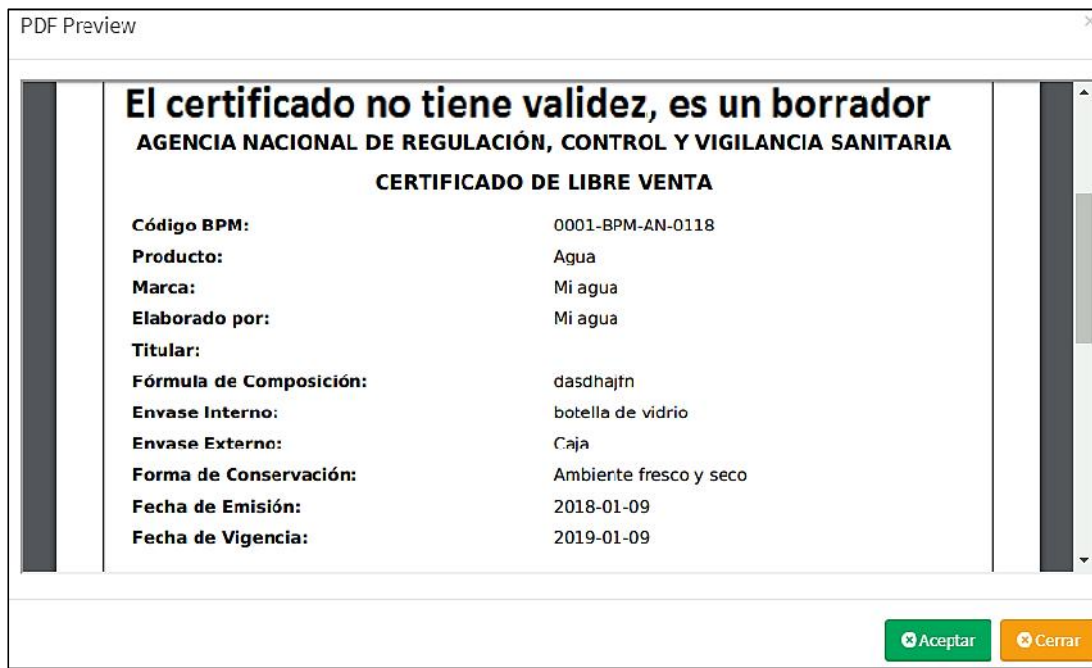 PDF Preview
×
El certificado no tiene validez, es un borrador
AGENCIA NACIONAL DE REGULACIÓN, CONTROL Y VIGILANCIA SANITARIA
CERTIFICADO DE LIBRE VENTA
Código BPM: 0001-BPM-AN-0118
Producto: Agua
Marca: Mi agua
Elaborado por: Mi agua
Titular:
Fórmula de Composición: dasdhajfn
Envase Interno: botella de vidrio
Envase Externo: Caja
Forma de Conservación: Ambiente fresco y seco
Fecha de Emisión: 2018-01-09
Fecha de Vigencia: 2019-01-09
Aceptar Cerrar